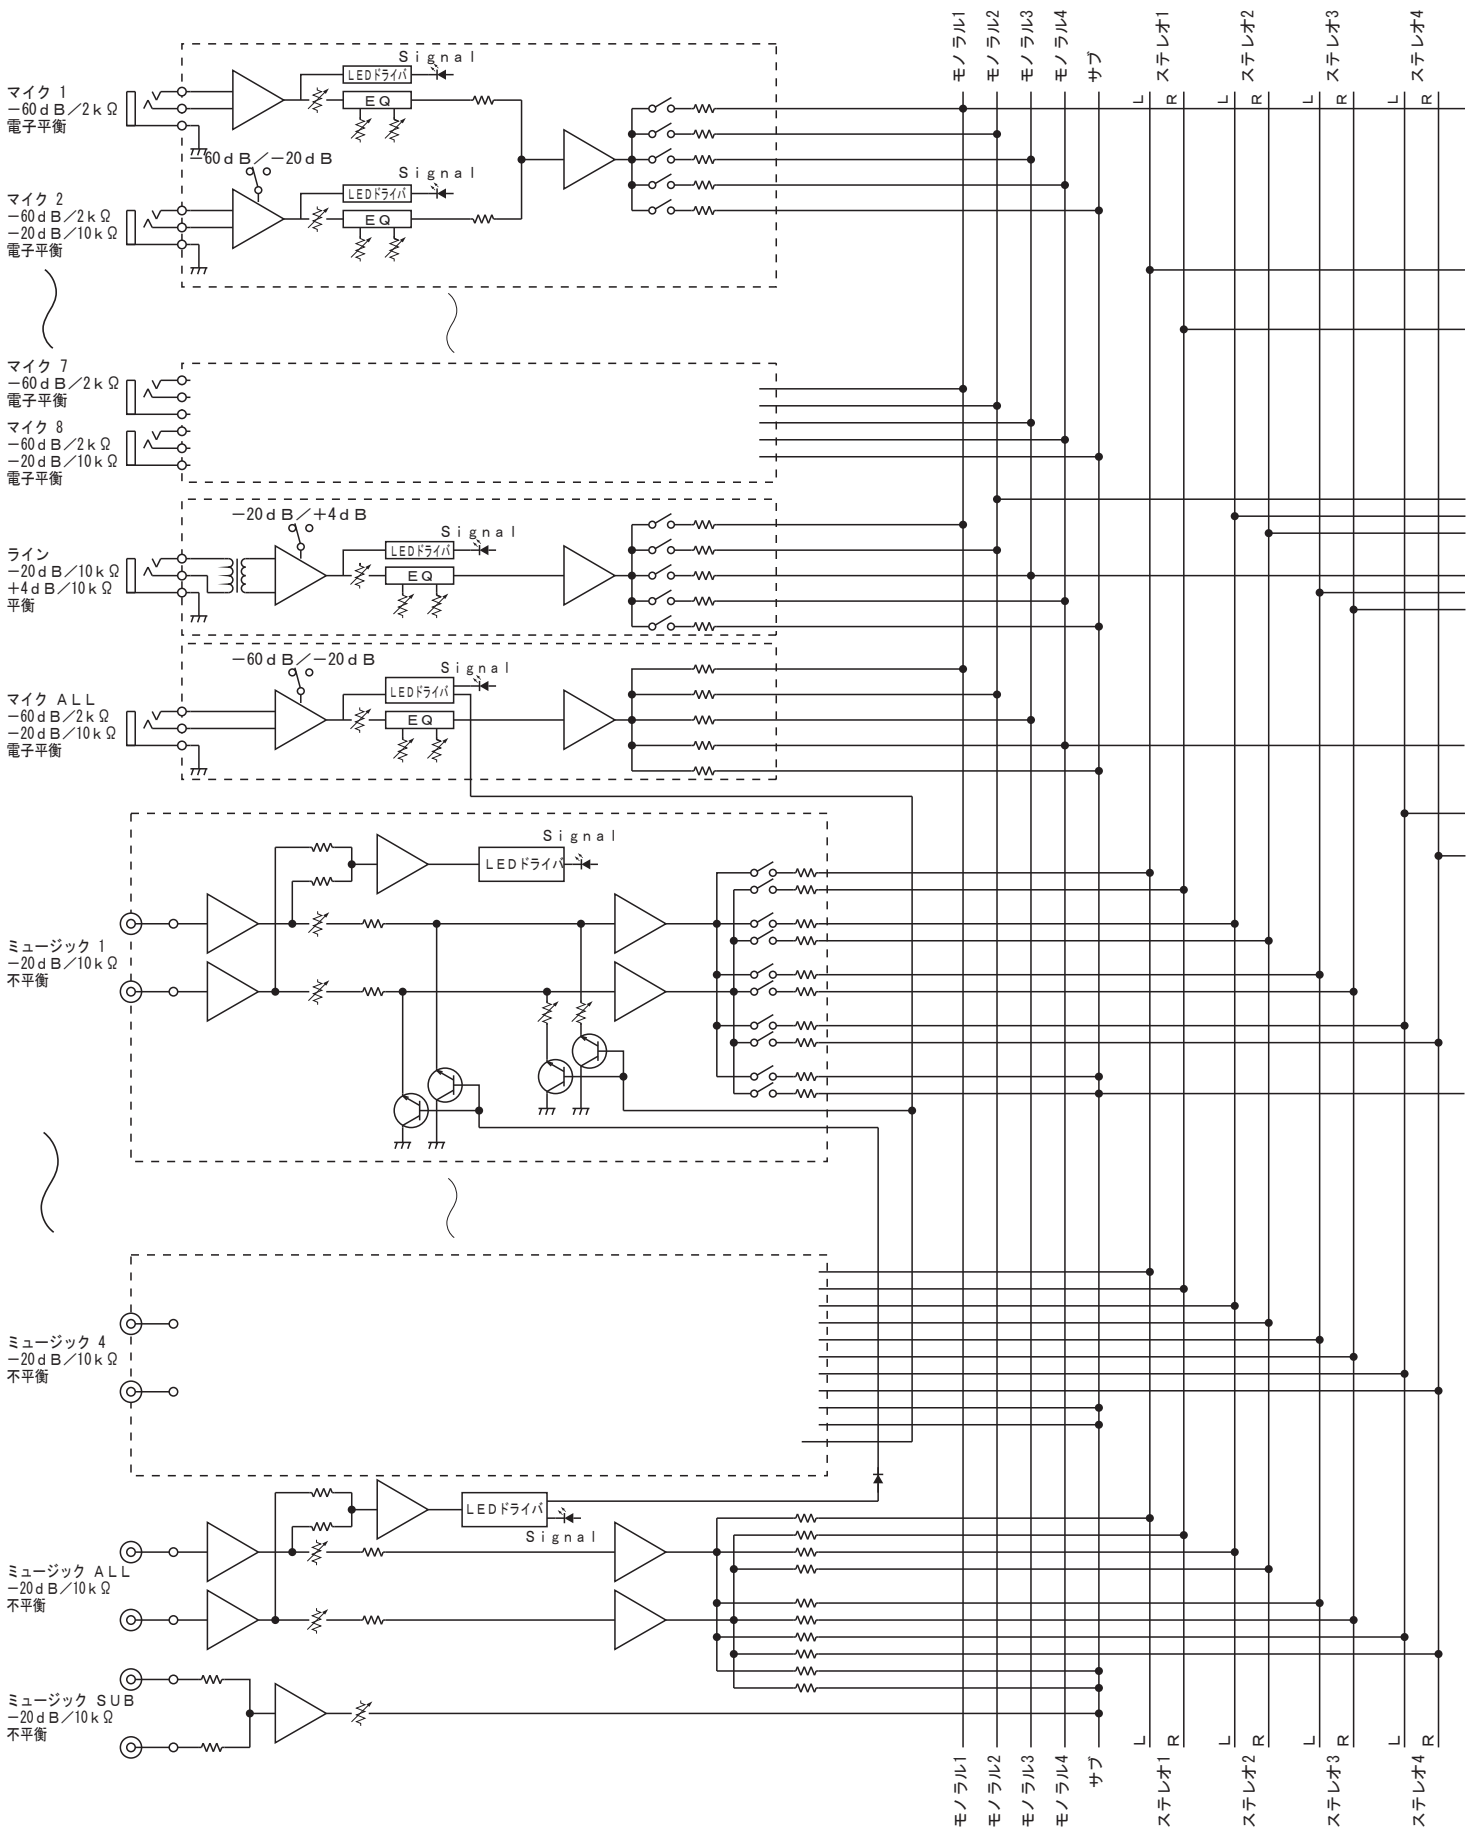 モノラル1
モノラル2
モノラル3
モノラル4
サブ
ステレオ1
ステレオ2
ステレオ3
ステレオ4
L
R
L
R
L
R
L
R
マイク 1
−60dB/2kΩ
電子平衡
Signal
LEDドライバ
EQ
−60dB/−20dB
マイク 2
−60dB/2kΩ
−20dB/10kΩ
電子平衡
Signal
LEDドライバ
EQ
マイク 7
−60dB/2kΩ
電子平衡
マイク 8
−60dB/2kΩ
−20dB/10kΩ
電子平衡
−20dB/+4dB
ライン
−20dB/10kΩ
+4dB/10kΩ
平衡
Signal
LEDドライバ
EQ
−60dB/−20dB
マイク ALL
−60dB/2kΩ
−20dB/10kΩ
電子平衡
Signal
LEDドライバ
EQ
Signal
LEDドライバ
ミュージック 1
−20dB/10kΩ
不平衡
ミュージック 4
−20dB/10kΩ
不平衡
LEDドライバ
Signal
ミュージック ALL
−20dB/10kΩ
不平衡
ミュージック SUB
−20dB/10kΩ
不平衡
L
R
L
R
L
R
L
R
モノラル1
モノラル2
モノラル3
モノラル4
サブ
ステレオ1
ステレオ2
ステレオ3
ステレオ4